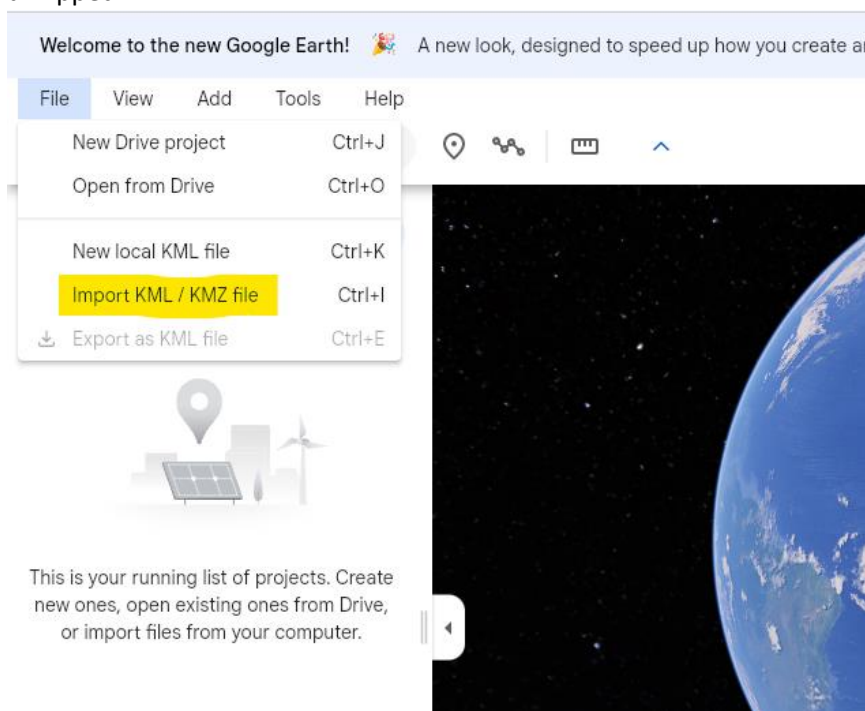 Welcome to the new Google Earth! 🎉 A new look, designed to speed up how you create
File View Add Tools Help
New Drive project Ctrl+J
Open from Drive Ctrl+O
New local KML file Ctrl+K
Import KML / KMZ file Ctrl+I
Export as KML file Ctrl+E
This is your running list of projects. Create
new ones, open existing ones from Drive,
or import files from your computer.